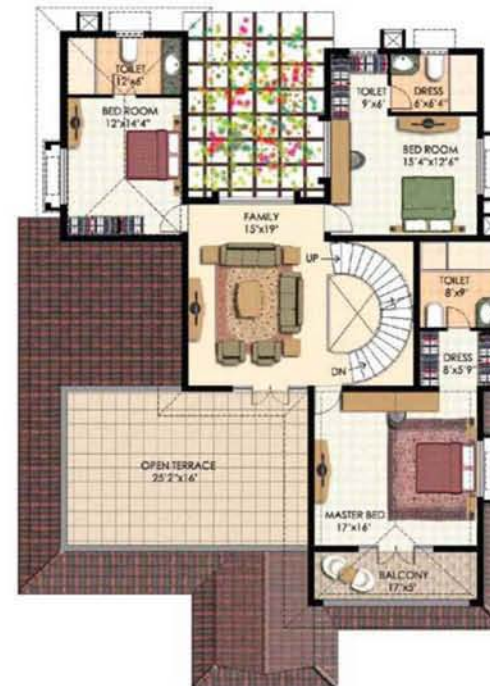 TOILET
12'x6'
BED ROOM
12'x14'4"
TOILET
9'x6'
DRESS
6'x6'4"
BED ROOM
15'4"x12'6"
FAMILY
15'x19'
UP
DN
TOILET
8'x9'
DRESS
8'x5'9"
OPEN TERRACE
25'2"x16'
MASTER BED
17'x16'
BALCONY
17'x5'